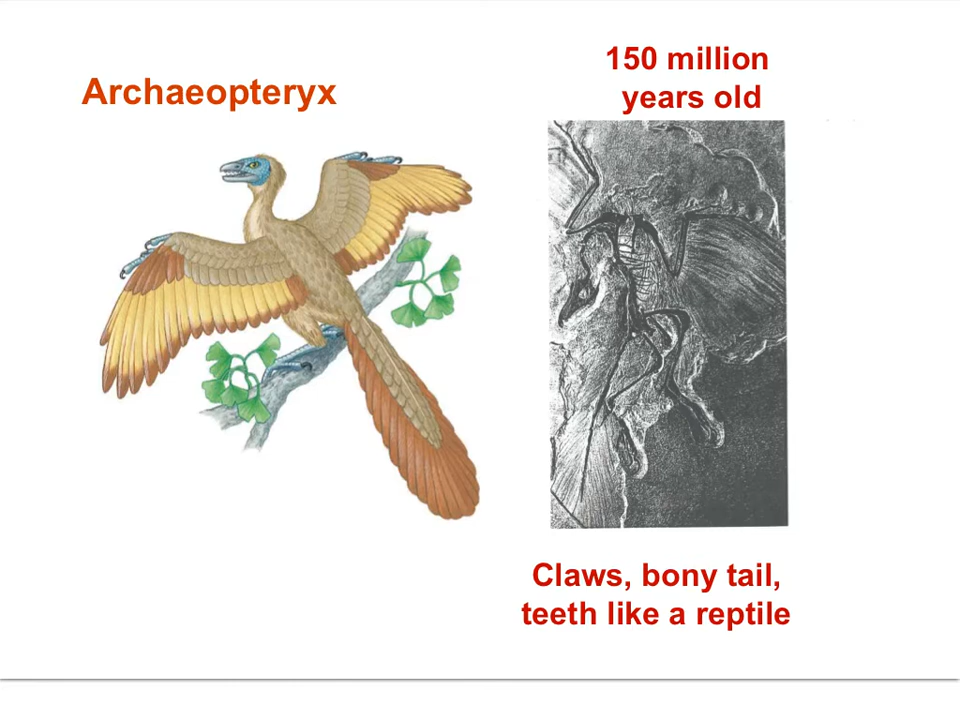 Archaeopteryx
150 million
years old
Claws, bony tail,
teeth like a reptile